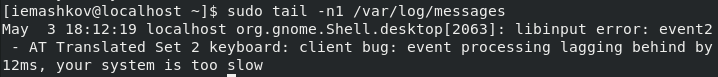 [iemashkov@localhost ~]$ sudo tail -n1 /var/log/messages
May  3 18:12:19 localhost org.gnome.Shell.desktop[2063]: libinput error: event2
 - AT Translated Set 2 keyboard: client bug: event processing lagging behind by
12ms, your system is too slow